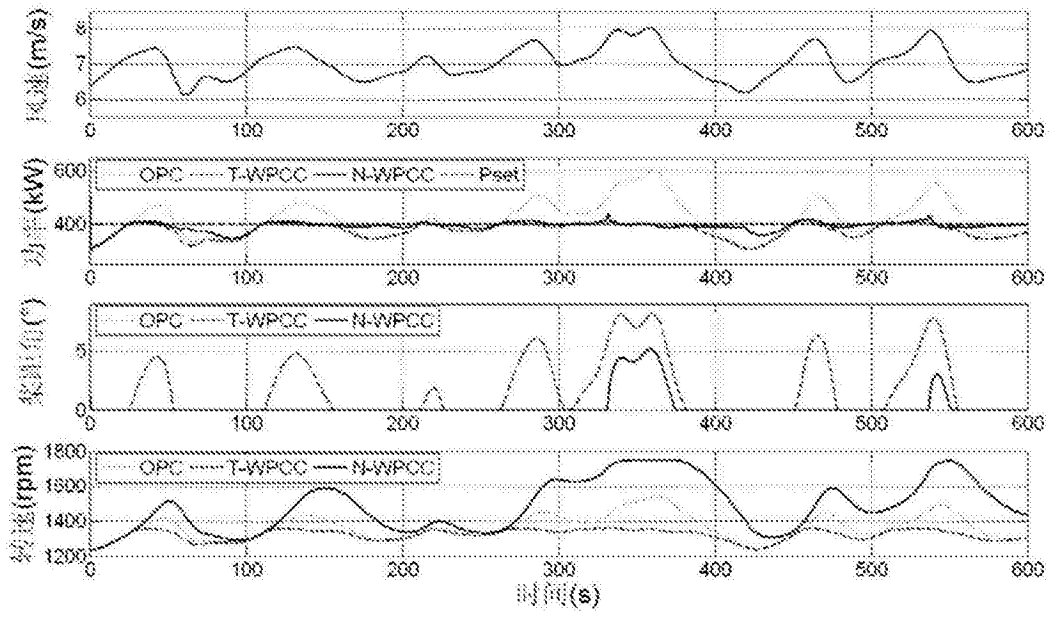 风速(m/s)
8
7
6
0 100 200 300 400 500 600
功率(kW)
600
400
OPC T-WPCC N-WPCC Pset
0 100 200 300 400 500 600
桨距角(°)
5
0
OPC T-WPCC N-WPCC
0 100 200 300 400 500 600
转速(rpm)
1800
1600
1400
1200
OPC T-WPCC N-WPCC
0 100 200 300 400 500 600
时间(s)